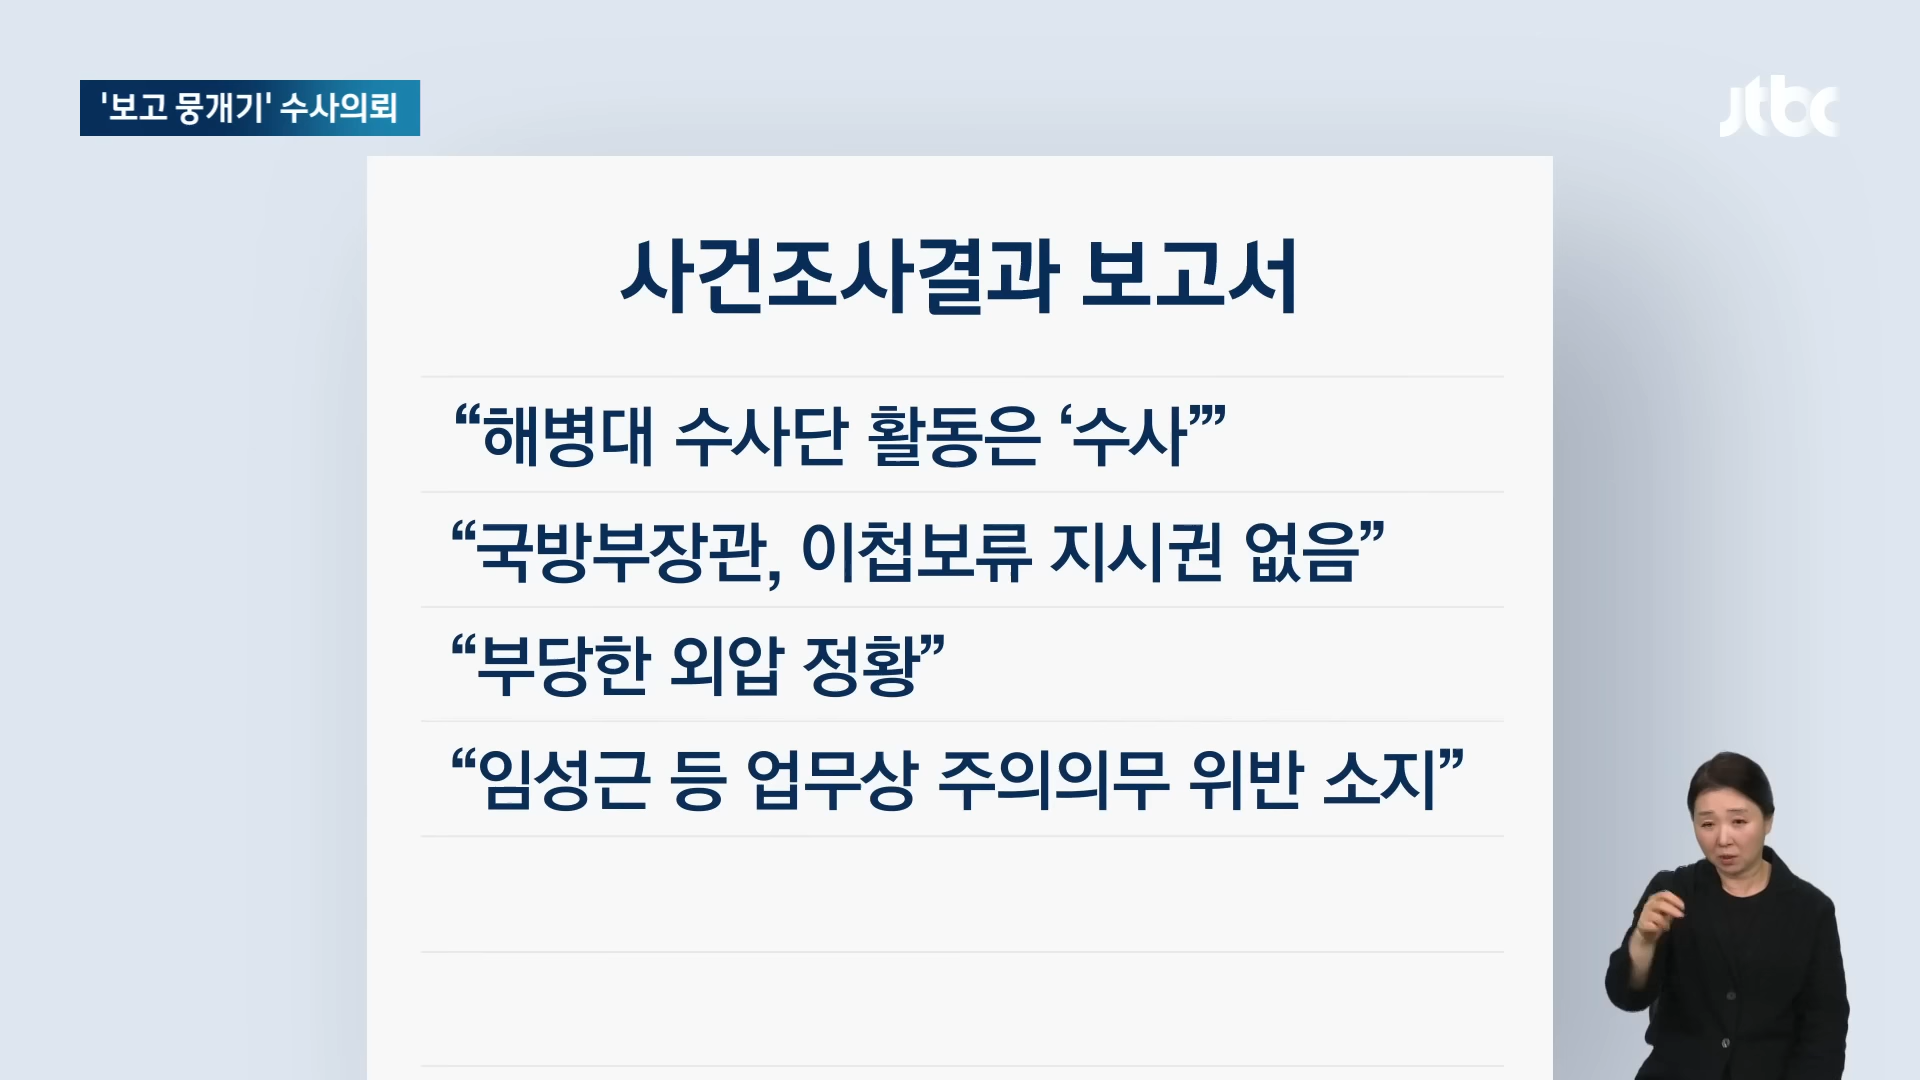 '보고 뭉개기' 수사의뢰
jtbc
사건조사결과 보고서
“해병대 수사단 활동은 ‘수사’”
“국방부장관, 이첩보류 지시권 없음”
“부당한 외압 정황”
“임성근 등 업무상 주의의무 위반 소지”